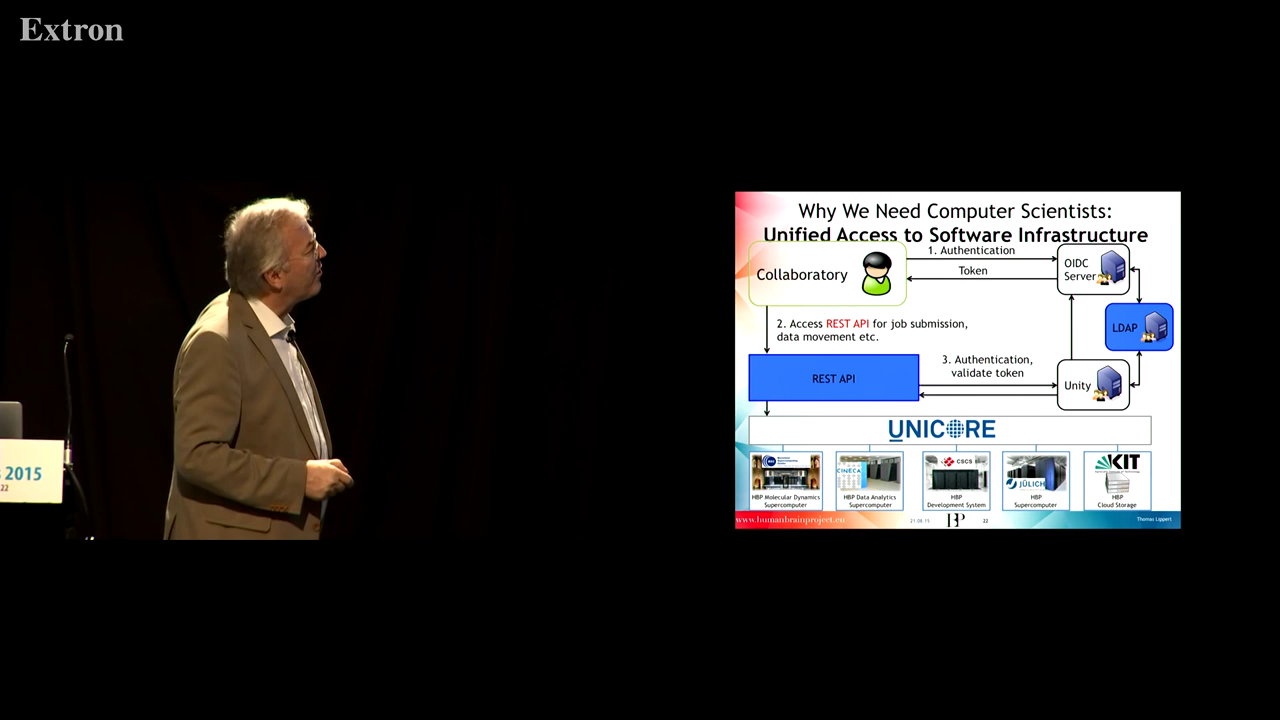 Extron
s 2015
22
Why We Need Computer Scientists:
Unified Access to Software Infrastructure
1. Authentication
Collaboratory
Token
OIDC
Server
LDAP
2. Access REST API for job submission,
data movement etc.
3. Authentication,
validate token
REST API
Unity
UNICORE
CINECA
CSCS
JÜLICH
KIT
HBP Molecular Dynamics
Supercomputer
HBP Data Analytics
Supercomputer
HBP
Development System
HBP
Supercomputer
HBP
Cloud Storage
www.humanbrainproject.eu
21.08.15
HBP
22
Thomas Lippert